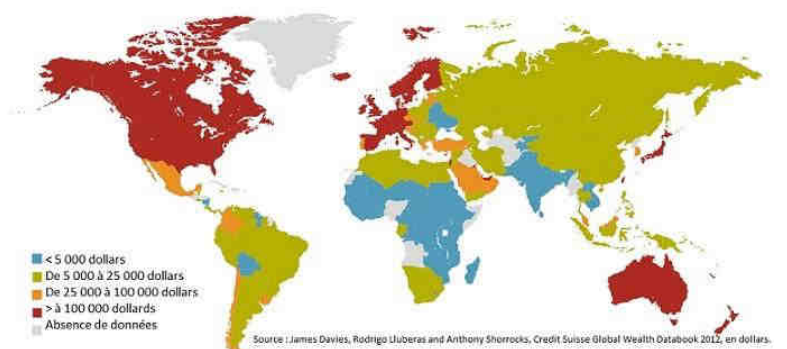 < 5 000 dollars
De 5 000 à 25 000 dollars
De 25 000 à 100 000 dollars
> à 100 000 dollards
Absence de données
Source : James Davies, Rodrigo Lluberas and Anthony Shorrocks, Credit Suisse Global Wealth Databook 2012, en dollars.